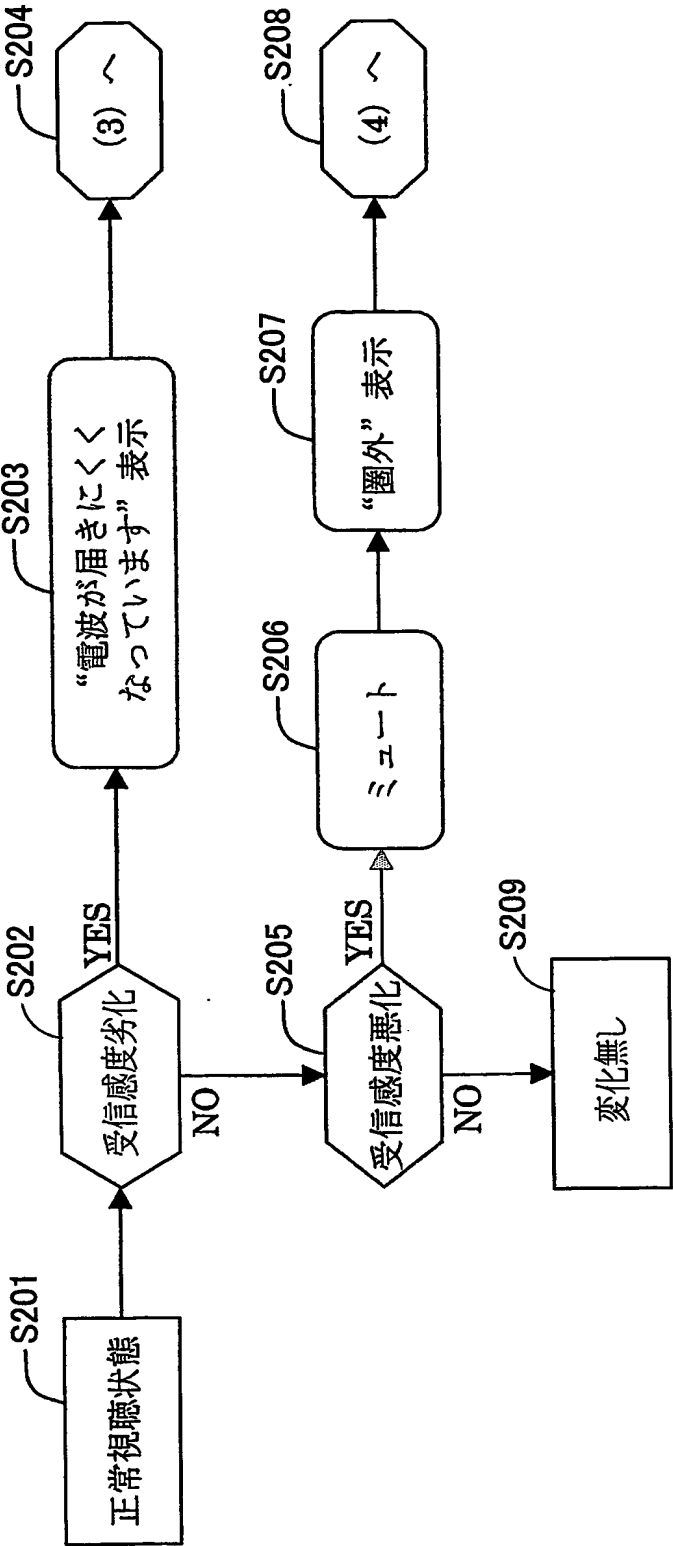 S201
正常視聴状態
S202
受信感度劣化
YES
NO
S203
“電波が届きにくく
なっています” 表示
S204
(3) へ
S205
受信感度悪化
YES
NO
S206
ミュート
S207
“圏外” 表示
S208
(4) へ
S209
変化無し